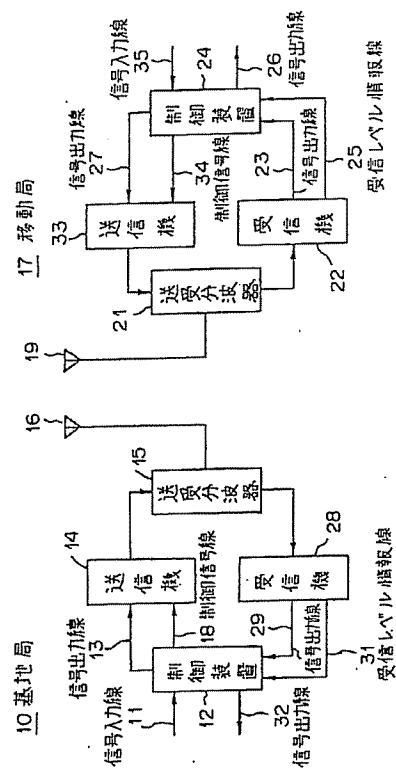 10 基地局
信号入力線
11
12
制御装置
32
信号出力線
信号出力線
13
18 制御信号線
14
送信機
15
送受分波器
16
28
受信機
29
信号出力線
31
受信レベル情報線
17 移動局
19
21
送受分波器
33
送信機
信号出力線
27
34
制御信号線
22
受信機
23
信号出力線
25
受信レベル情報線
24
制御装置
信号入力線
35
26
信号出力線